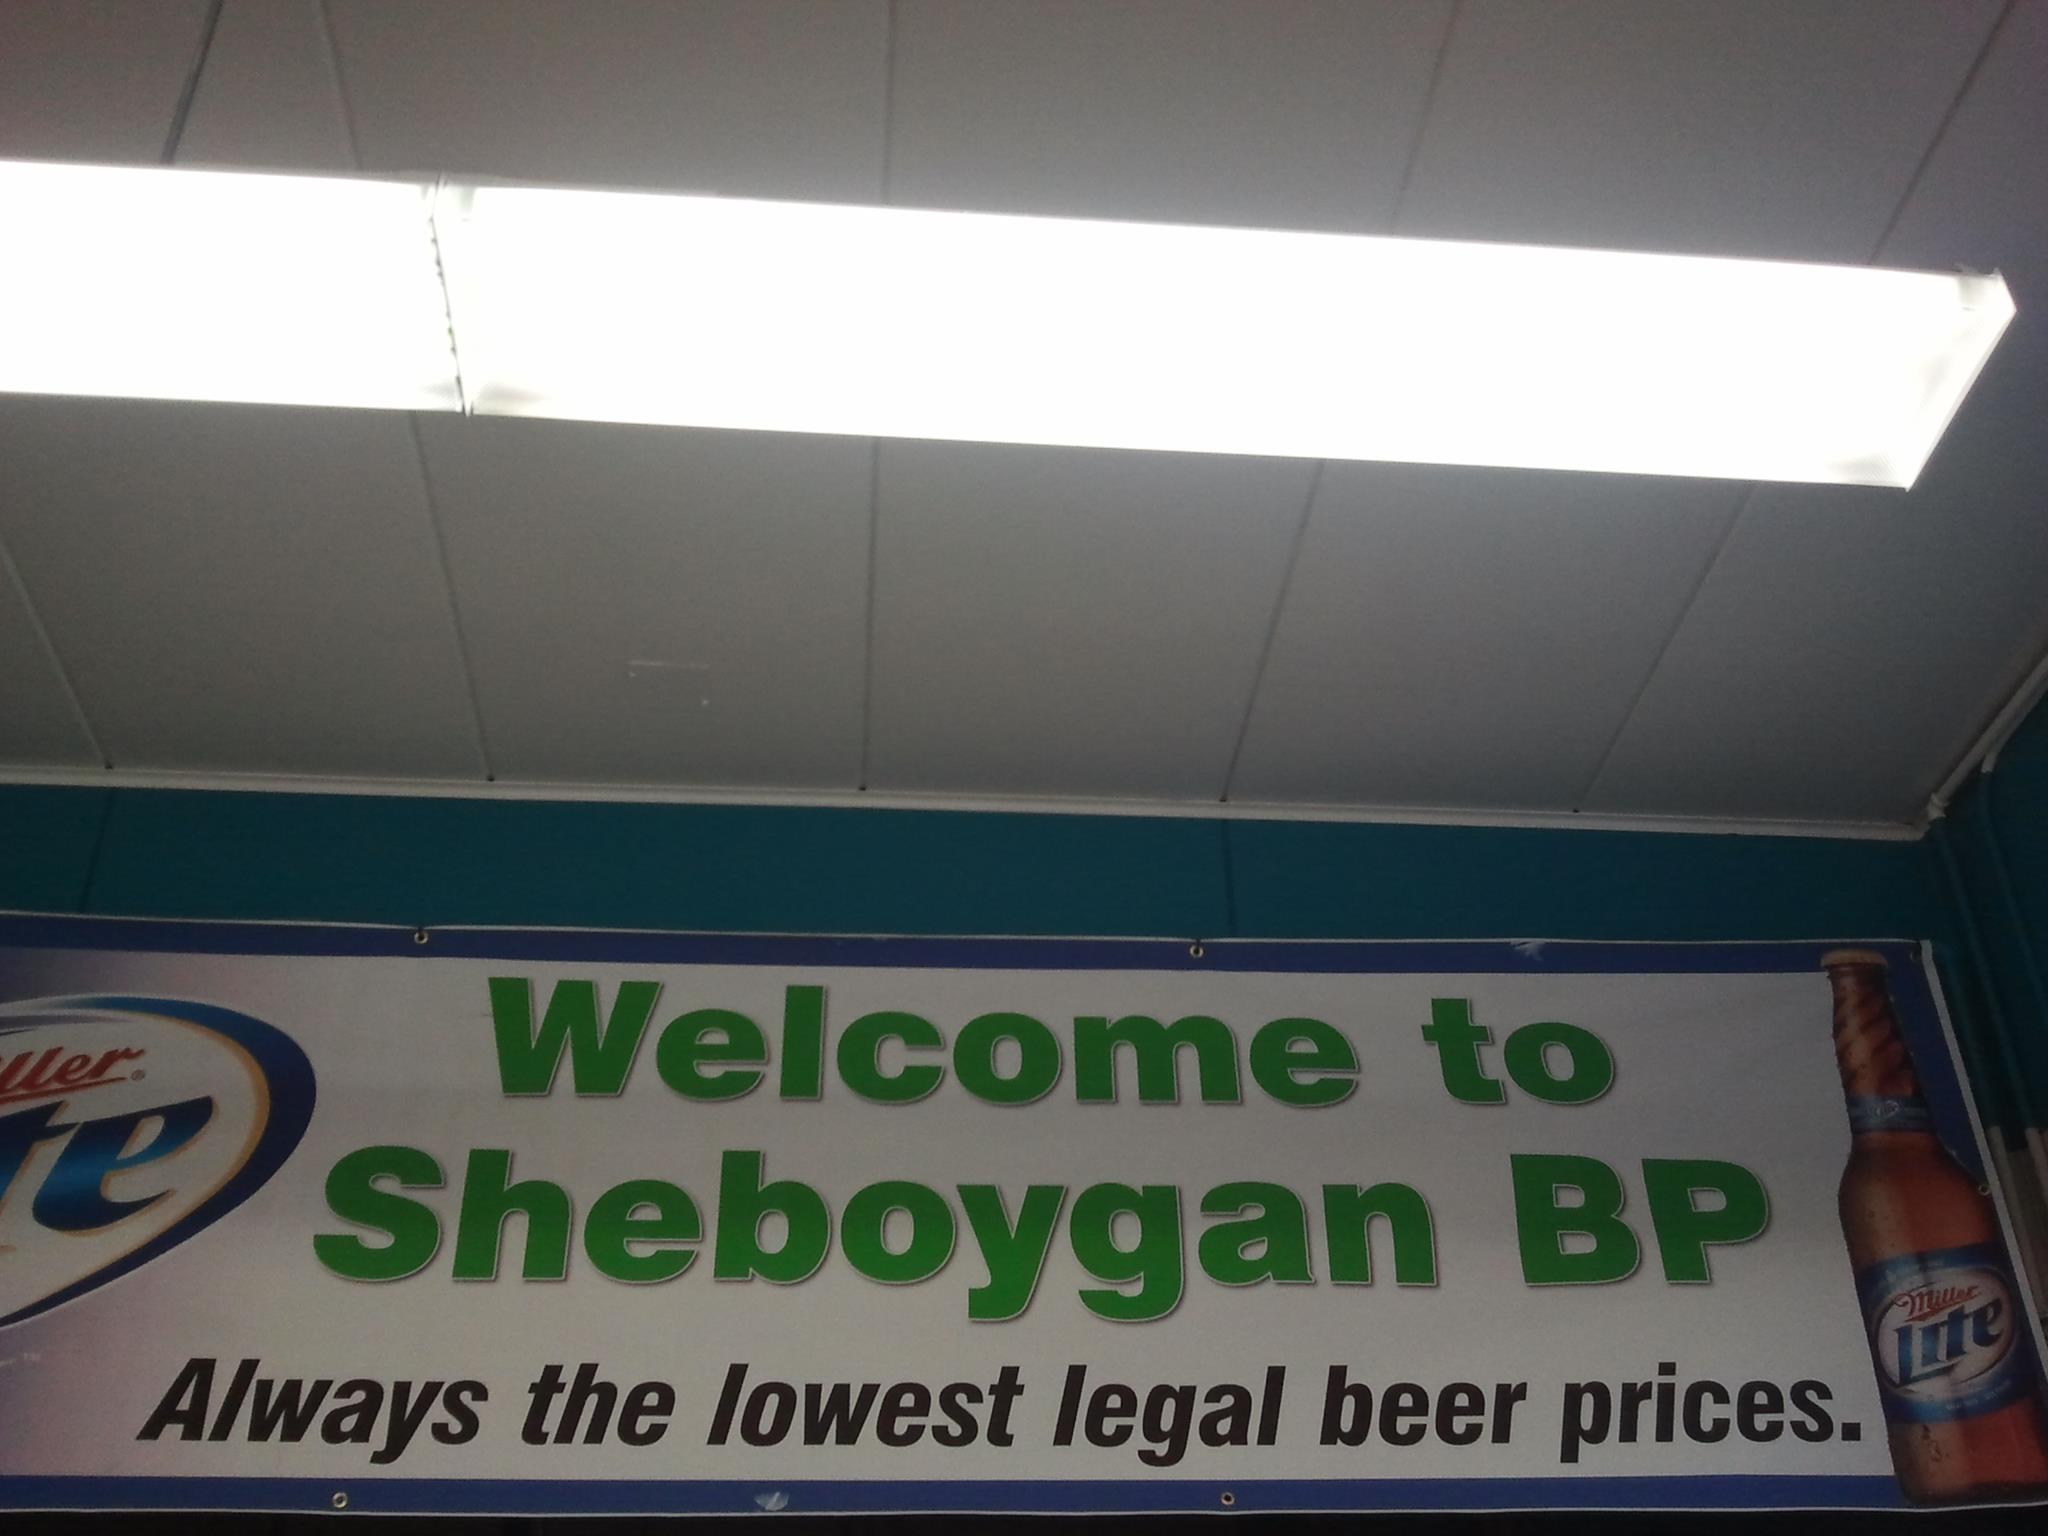 Welcome to
Sheboygan BP
Always the lowest legal beer prices.
Miller
Lite